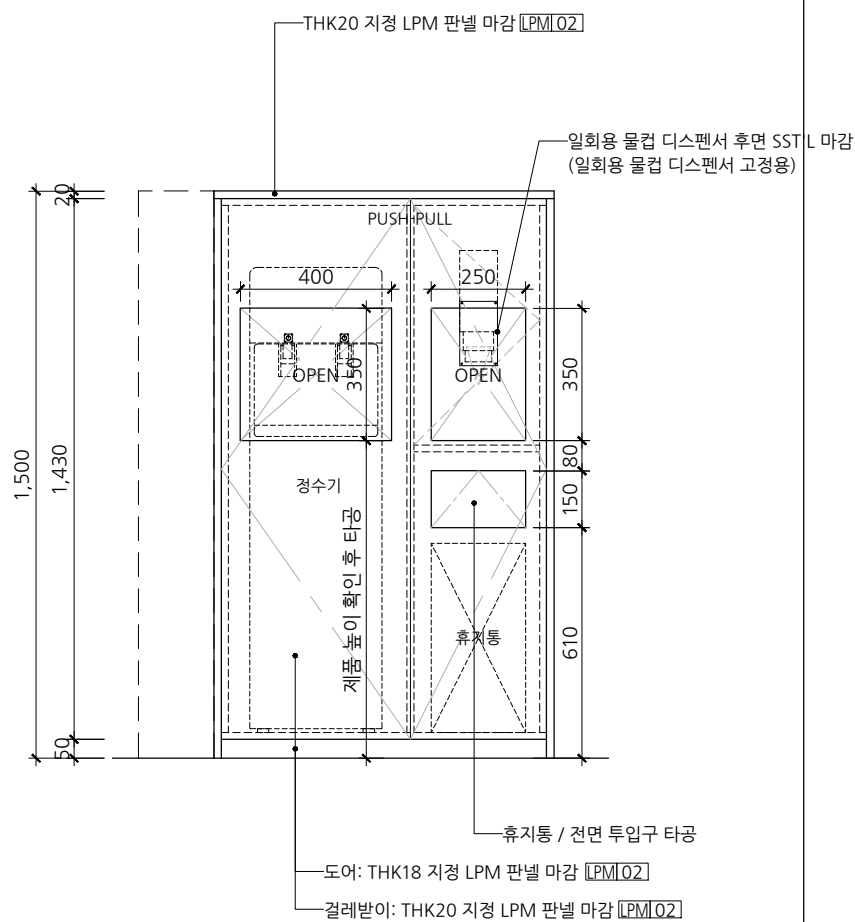 THK20 지정 LPM 판넬 마감 LPM 02
일회용 물컵 디스펜서 후면 SST'L 마감
(일회용 물컵 디스펜서 고정용)
20
PUSH-PULL
400
250
350
OPEN
OPEN
350
1,500
1,430
80
정수기
150
제품 높이 확인 후 타공
휴지통
610
50
휴지통 / 전면 투입구 타공
도어: THK18 지정 LPM 판넬 마감 LPM 02
걸레받이: THK20 지정 LPM 판넬 마감 LPM 02